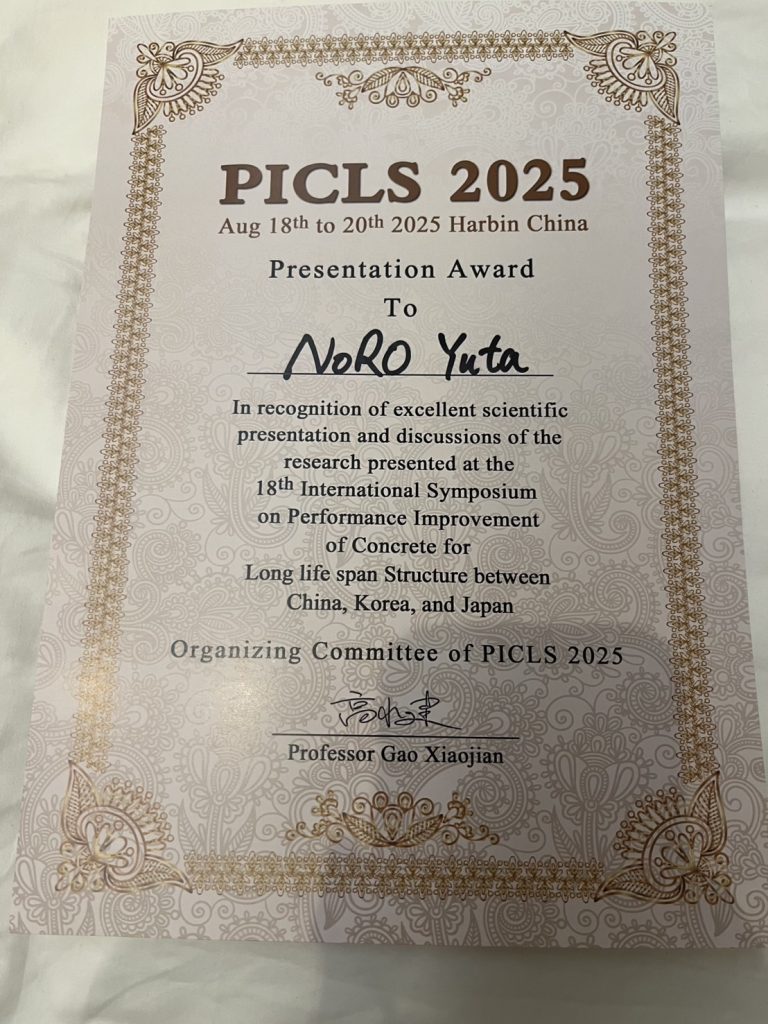 PICLS 2025
Aug 18th to 20th 2025 Harbin China
Presentation Award
To
NoRO Yuta
In recognition of excellent scientific
presentation and discussions of the
research presented at the
18th International Symposium
on Performance Improvement
of Concrete for
Long life span Structure between
China, Korea, and Japan
Organizing Committee of PICLS 2025
Professor Gao Xiaojian